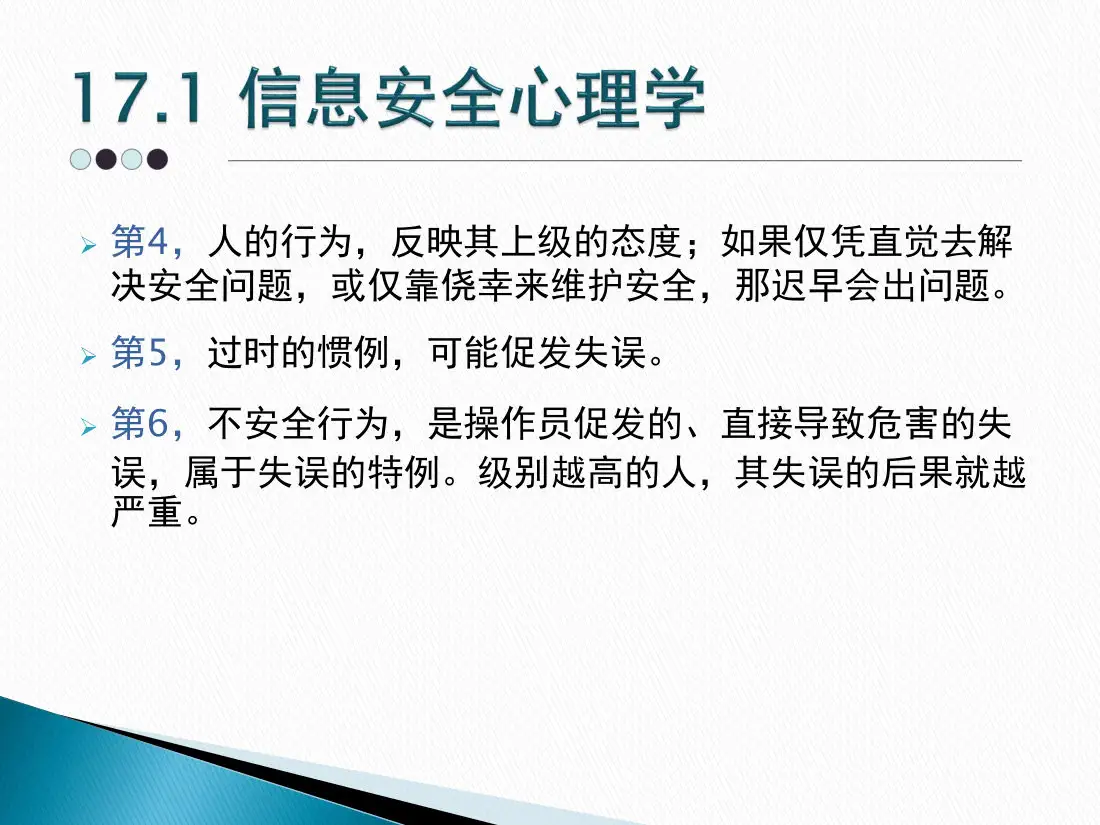 17.1 信息安全心理学
第4，人的行为，反映其上级的态度；如果仅凭直觉去解
决安全问题，或仅靠侥幸来维护安全，那迟早会出问题。
第5，过时的惯例，可能促发失误。
第6，不安全行为，是操作员促发的、直接导致危害的失
误，属于失误的特例。级别越高的人，其失误的后果就越
严重。